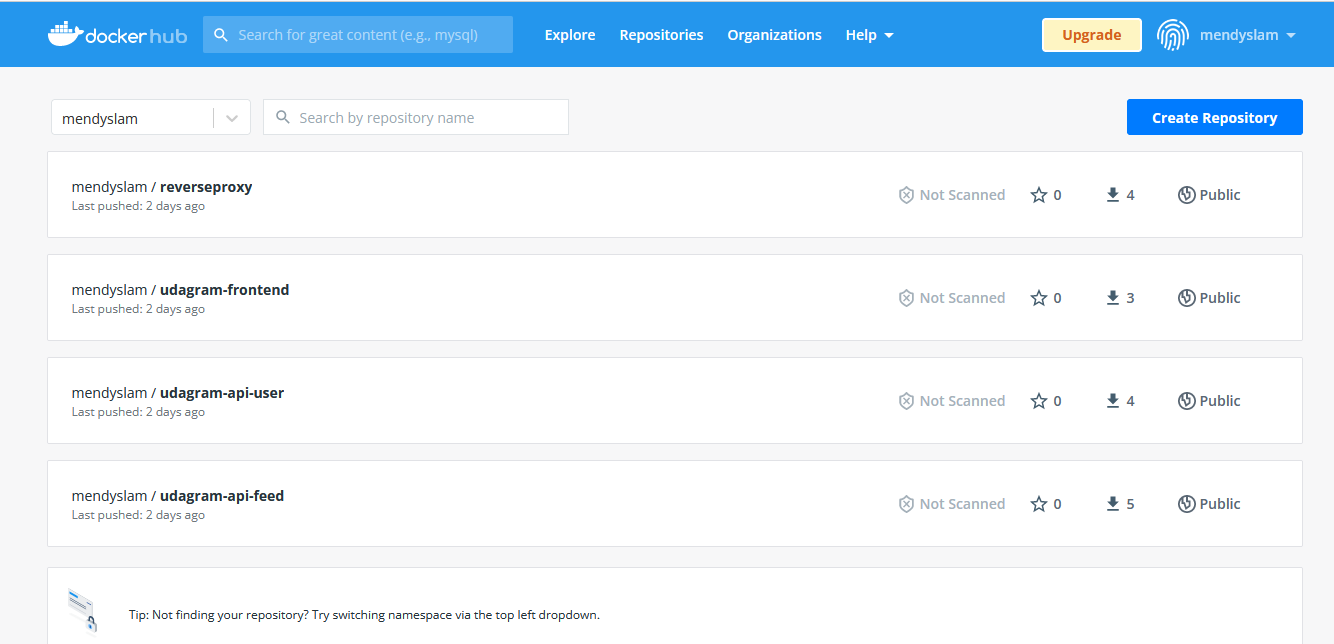 docker hub Search for great content (e.g., mysql) Explore Repositories Organizations Help Upgrade mendyslam
mendyslam Search by repository name Create Repository
mendyslam / reverseproxy Not Scanned 0 4 Public
Last pushed: 2 days ago
mendyslam / udagram-frontend Not Scanned 0 3 Public
Last pushed: 2 days ago
mendyslam / udagram-api-user Not Scanned 0 4 Public
Last pushed: 2 days ago
mendyslam / udagram-api-feed Not Scanned 0 5 Public
Last pushed: 2 days ago
Tip: Not finding your repository? Try switching namespace via the top left dropdown.